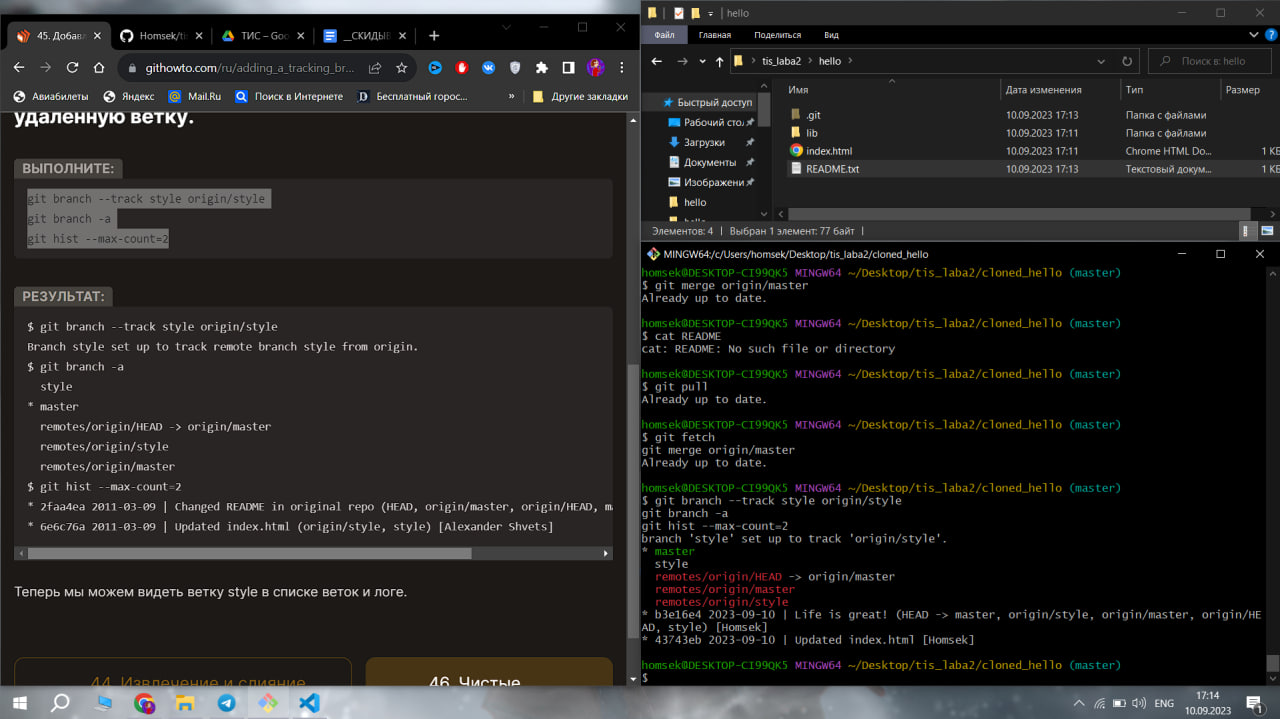 45. Добавл
Homsek/ti
ТИС – Goo
__СКИДЫВ
githowto.com/ru/adding_a_tracking_br...
Авиабилеты
Яндекс
Mail.Ru
Поиск в Интернете
Бесплатный горос...
»
Другие закладки
удаленную ветку.
ВЫПОЛНИТЕ:
git branch --track style origin/style
git branch -a
git hist --max-count=2
РЕЗУЛЬТАТ:
$ git branch --track style origin/style
Branch style set up to track remote branch style from origin.
$ git branch -a
style
* master
remotes/origin/HEAD -> origin/master
remotes/origin/style
remotes/origin/master
$ git hist --max-count=2
* 2faa4ea 2011-03-09 | Changed README in original repo (HEAD, origin/master, origin/HEAD, ma
* 6e6c76a 2011-03-09 | Updated index.html (origin/style, style) [Alexander Shvets]
Теперь мы можем видеть ветку style в списке веток и логе.
44. Извлечение и слияние
46. Чистые
hello
Файл
Главная
Поделиться
Вид
tis_laba2 > hello >
Поиск в: hello
Быстрый доступ
Рабочий стол
Загрузки
Документы
Изображени
hello
hello
Имя
Дата изменения
Тип
Размер
.git 10.09.2023 17:13 Папка с файлами
lib 10.09.2023 17:11 Папка с файлами
index.html 10.09.2023 17:11 Chrome HTML Do... 1 КБ
README.txt 10.09.2023 17:13 Текстовый докум... 1 КБ
Элементов: 4 | Выбран 1 элемент: 77 байт |
MINGW64:/c/Users/homsek/Desktop/tis_laba2/cloned_hello
homsek@DESKTOP-CI99QK5 MINGW64 ~/Desktop/tis_laba2/cloned_hello (master)
$ git merge origin/master
Already up to date.
homsek@DESKTOP-CI99QK5 MINGW64 ~/Desktop/tis_laba2/cloned_hello (master)
$ cat README
cat: README: No such file or directory
homsek@DESKTOP-CI99QK5 MINGW64 ~/Desktop/tis_laba2/cloned_hello (master)
$ git pull
Already up to date.
homsek@DESKTOP-CI99QK5 MINGW64 ~/Desktop/tis_laba2/cloned_hello (master)
$ git fetch
git merge origin/master
Already up to date.
homsek@DESKTOP-CI99QK5 MINGW64 ~/Desktop/tis_laba2/cloned_hello (master)
$ git branch --track style origin/style
git branch -a
git hist --max-count=2
branch 'style' set up to track 'origin/style'.
* master
style
remotes/origin/HEAD -> origin/master
remotes/origin/master
remotes/origin/style
* b3e16e4 2023-09-10 | Life is great! (HEAD -> master, origin/style, origin/master, origin/HE
AD, style) [Homsek]
* 43743eb 2023-09-10 | Updated index.html [Homsek]
homsek@DESKTOP-CI99QK5 MINGW64 ~/Desktop/tis_laba2/cloned_hello (master)
$
ENG
17:14
10.09.2023
1